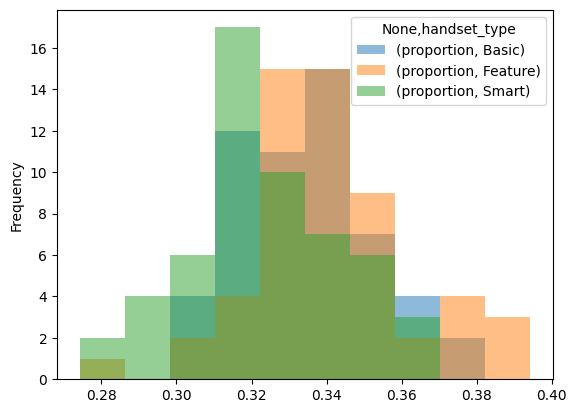 None,handset_type
(proportion, Basic)
(proportion, Feature)
(proportion, Smart)
Frequency
16
14
12
10
8
6
4
2
0
0.28 0.30 0.32 0.34 0.36 0.38 0.40